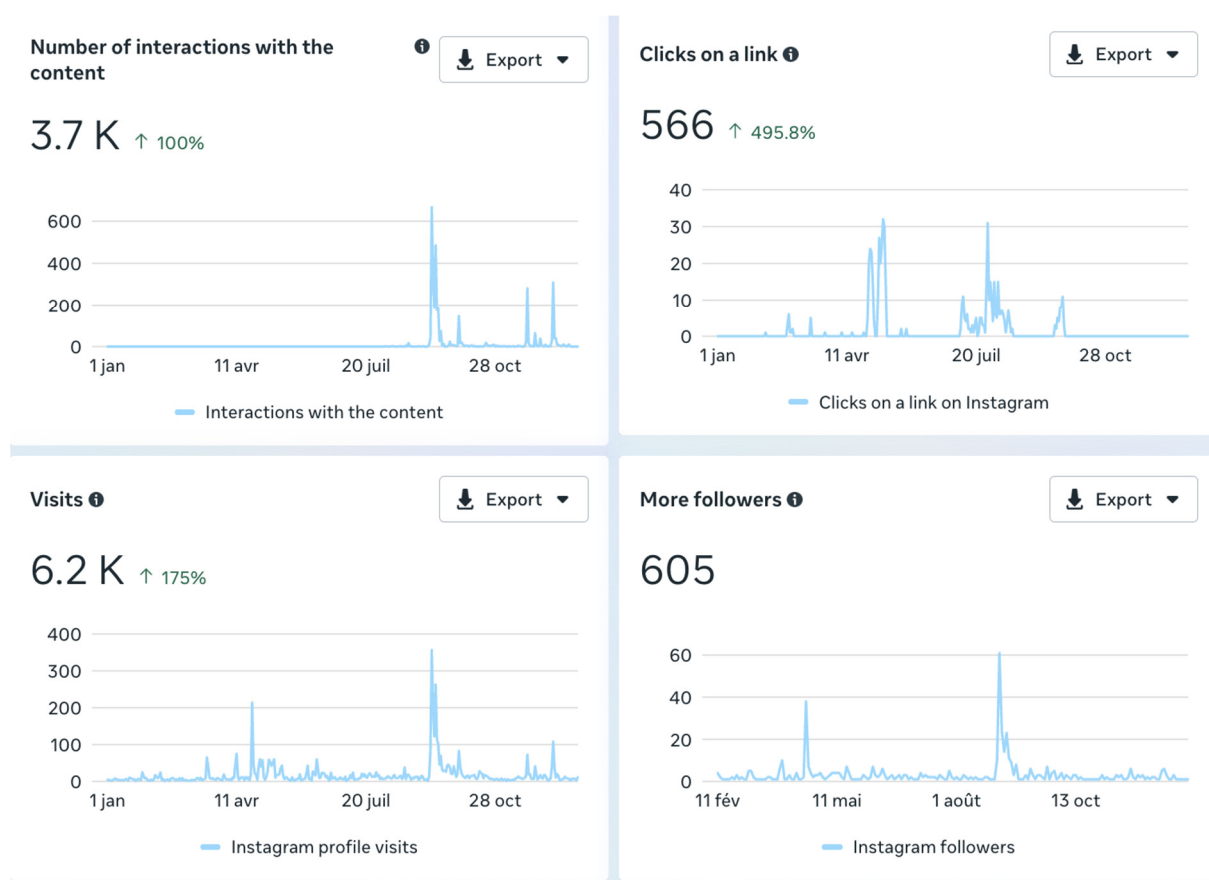 Number of interactions with the
content
Export
3.7 K ↑ 100%
600
400
200
0
1 jan 11 avr 20 juil 28 oct
Interactions with the content
Clicks on a link
Export
566 ↑ 495.8%
40
30
20
10
0
1 jan 11 avr 20 juil 28 oct
Clicks on a link on Instagram
Visits
Export
6.2 K ↑ 175%
400
300
200
100
0
1 jan 11 avr 20 juil 28 oct
Instagram profile visits
More followers
Export
605
60
40
20
0
11 fév 11 mai 1 août 13 oct
Instagram followers